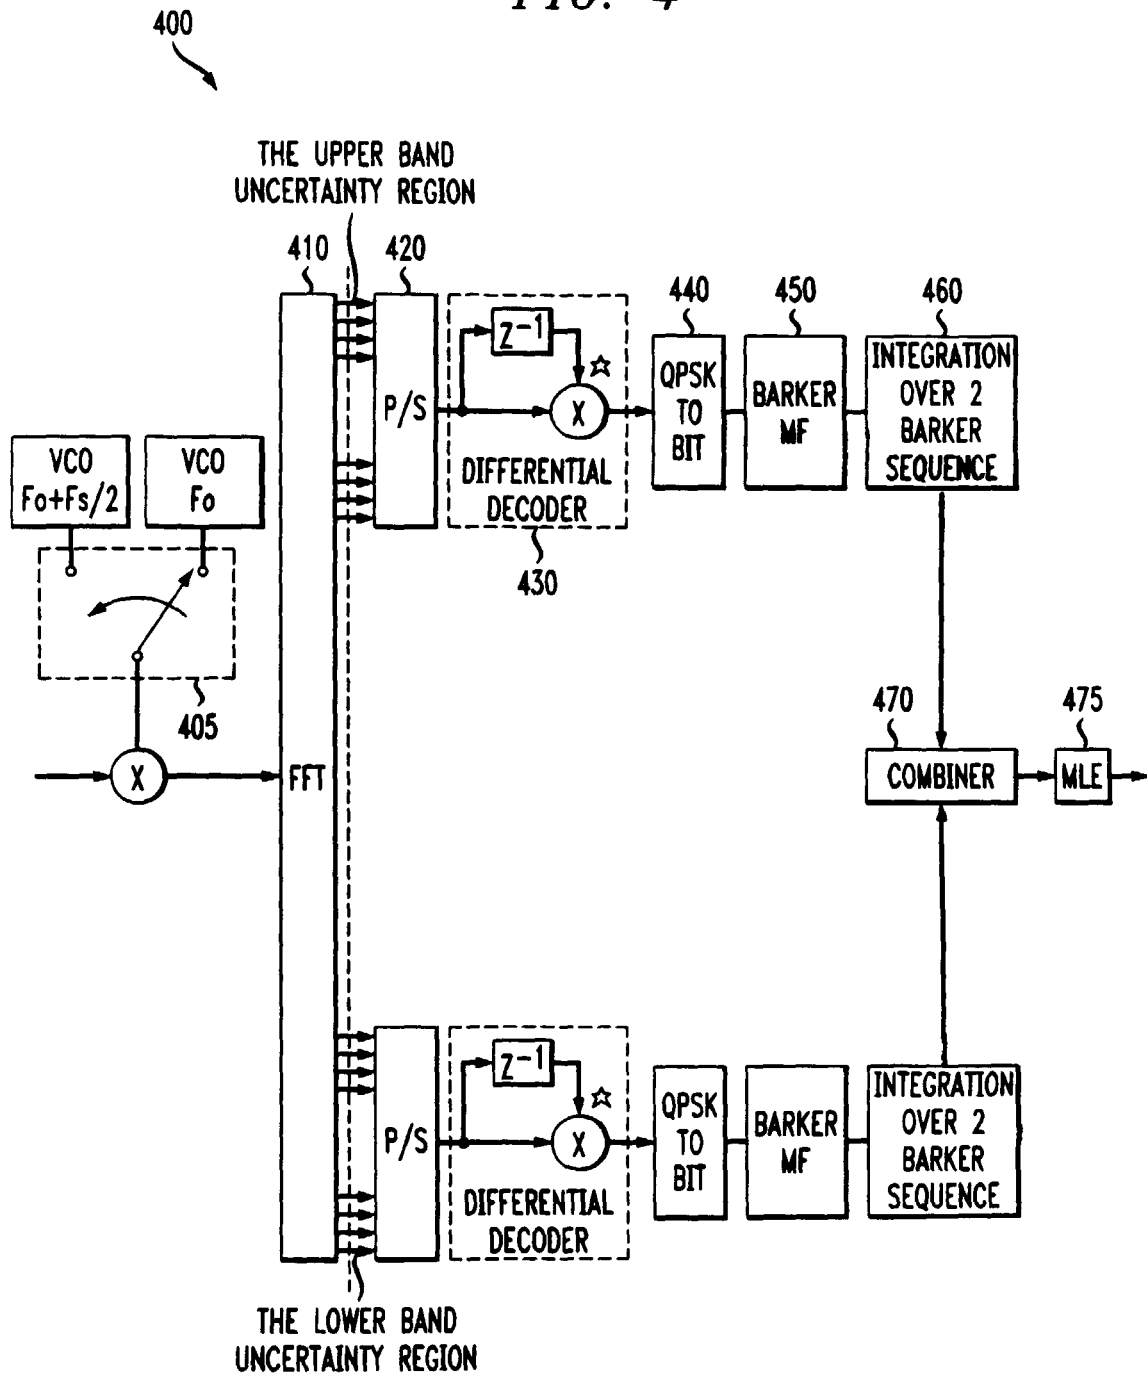 FIG. 4
400
THE UPPER BAND
UNCERTAINTY REGION
410
420
440
450
460
Z−1
☆
P/S
X
DIFFERENTIAL
DECODER
430
QPSK
TO
BIT
BARKER
MF
INTEGRATION
OVER 2
BARKER
SEQUENCE
VCO
Fo+Fs/2
VCO
Fo
405
X
FFT
470
475
COMBINER
MLE
Z−1
☆
P/S
X
DIFFERENTIAL
DECODER
QPSK
TO
BIT
BARKER
MF
INTEGRATION
OVER 2
BARKER
SEQUENCE
THE LOWER BAND
UNCERTAINTY REGION